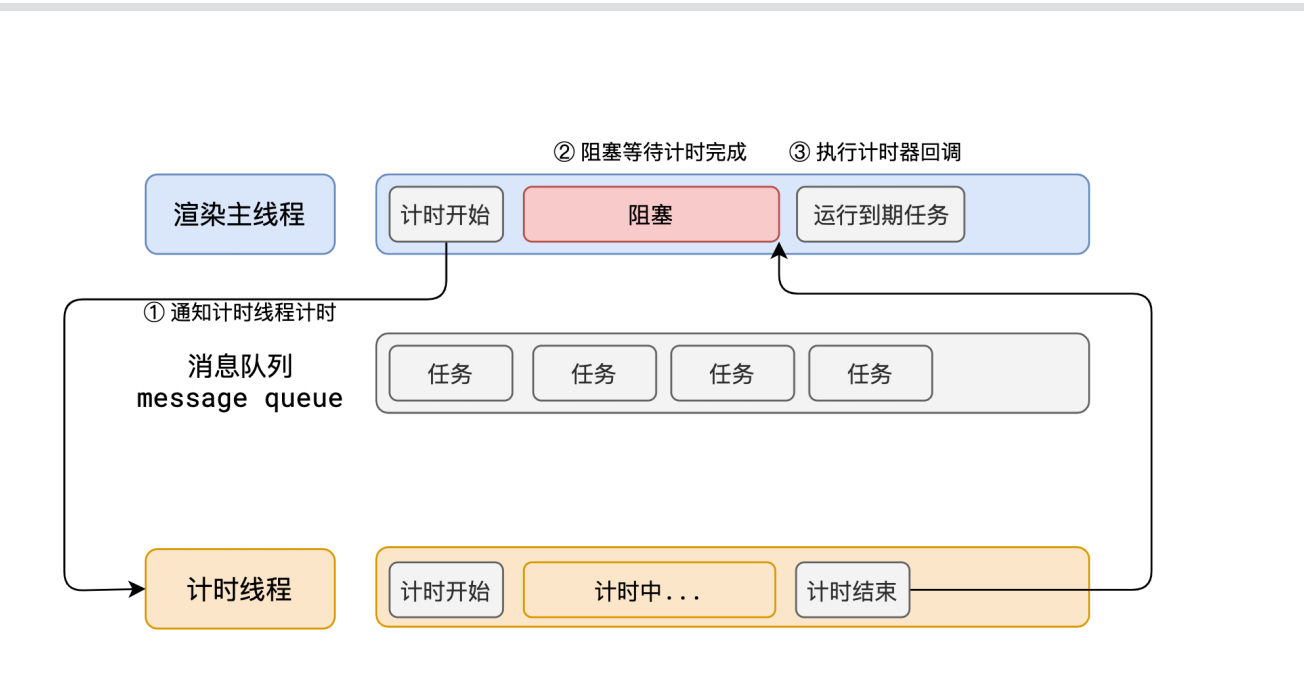 ② 阻塞等待计时完成
③ 执行计时器回调
渲染主线程
计时开始
阻塞
运行到期任务
① 通知计时线程计时
消息队列
message queue
任务
任务
任务
任务
计时线程
计时开始
计时中...
计时结束